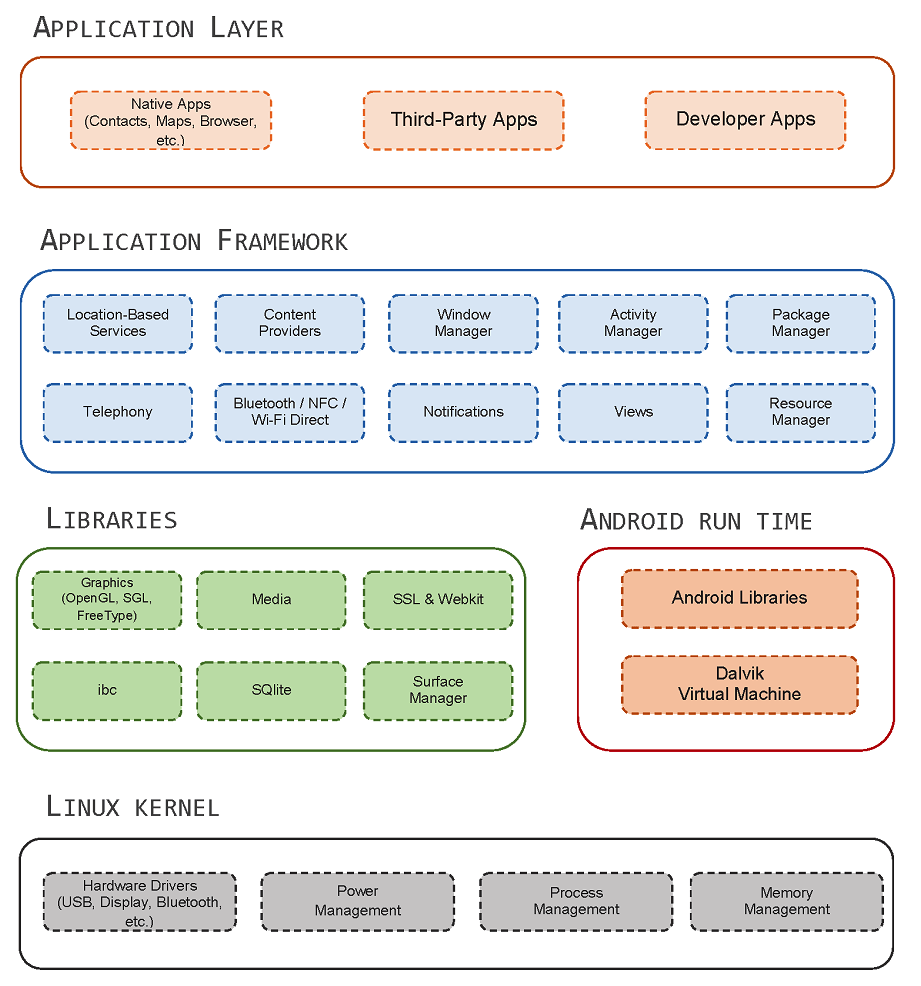 Application Layer
Native Apps
(Contacts, Maps, Browser,
etc.)
Third-Party Apps
Developer Apps
Application Framework
Location-Based
Services
Content
Providers
Window
Manager
Activity
Manager
Package
Manager
Telephony
Bluetooth / NFC /
Wi-Fi Direct
Notifications
Views
Resource
Manager
Libraries
Graphics
(OpenGL, SGL,
FreeType)
Media
SSL & Webkit
ibc
SQlite
Surface
Manager
Android run time
Android Libraries
Dalvik
Virtual Machine
Linux kernel
Hardware Drivers
(USB, Display, Bluetooth,
etc.)
Power
Management
Process
Management
Memory
Management